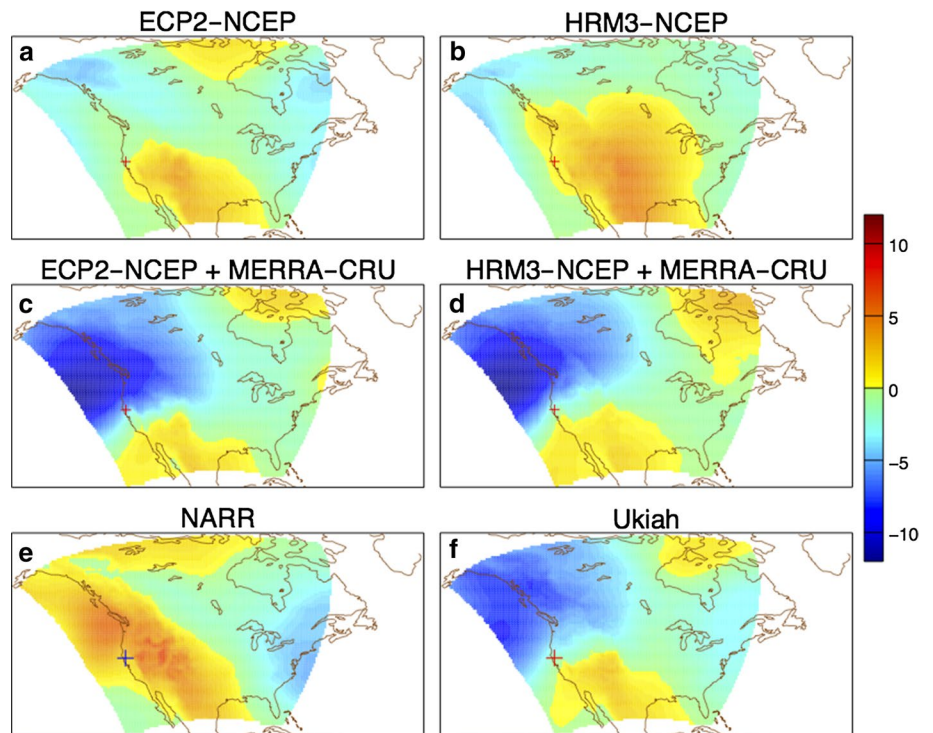 ECP2−NCEP
HRM3−NCEP
a
b
ECP2−NCEP + MERRA−CRU
HRM3−NCEP + MERRA−CRU
c
d
10
5
0
−5
−10
NARR
Ukiah
e
f